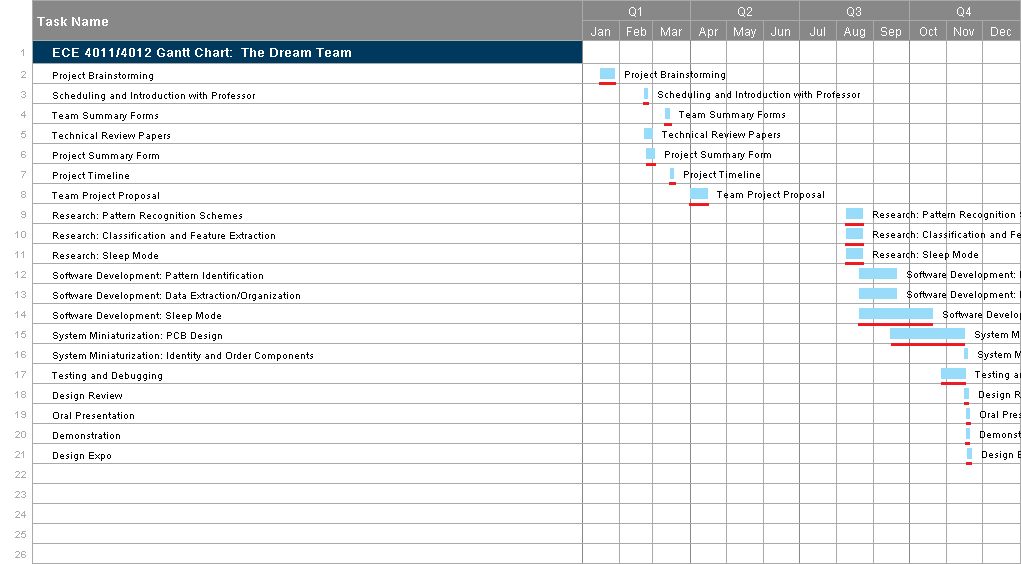 Task Name
Q1 Q2 Q3 Q4
Jan Feb Mar Apr May Jun Jul Aug Sep Oct Nov Dec
1 ECE 4011/4012 Gantt Chart: The Dream Team
2 Project Brainstorming Project Brainstorming
3 Scheduling and Introduction with Professor Scheduling and Introduction with Professor
4 Team Summary Forms Team Summary Forms
5 Technical Review Papers Technical Review Papers
6 Project Summary Form Project Summary Form
7 Project Timeline Project Timeline
8 Team Project Proposal Team Project Proposal
9 Research: Pattern Recognition Schemes Research: Pattern Recognition S
10 Research: Classification and Feature Extraction Research: Classification and Fe
11 Research: Sleep Mode Research: Sleep Mode
12 Software Development: Pattern Identification Software Development:
13 Software Development: Data Extraction/Organization Software Development:
14 Software Development: Sleep Mode Software Develop
15 System Miniaturization: PCB Design System M
16 System Miniaturization: Identity and Order Components System M
17 Testing and Debugging Testing a
18 Design Review Design R
19 Oral Presentation Oral Pres
20 Demonstration Demonst
21 Design Expo Design E
22
23
24
25
26